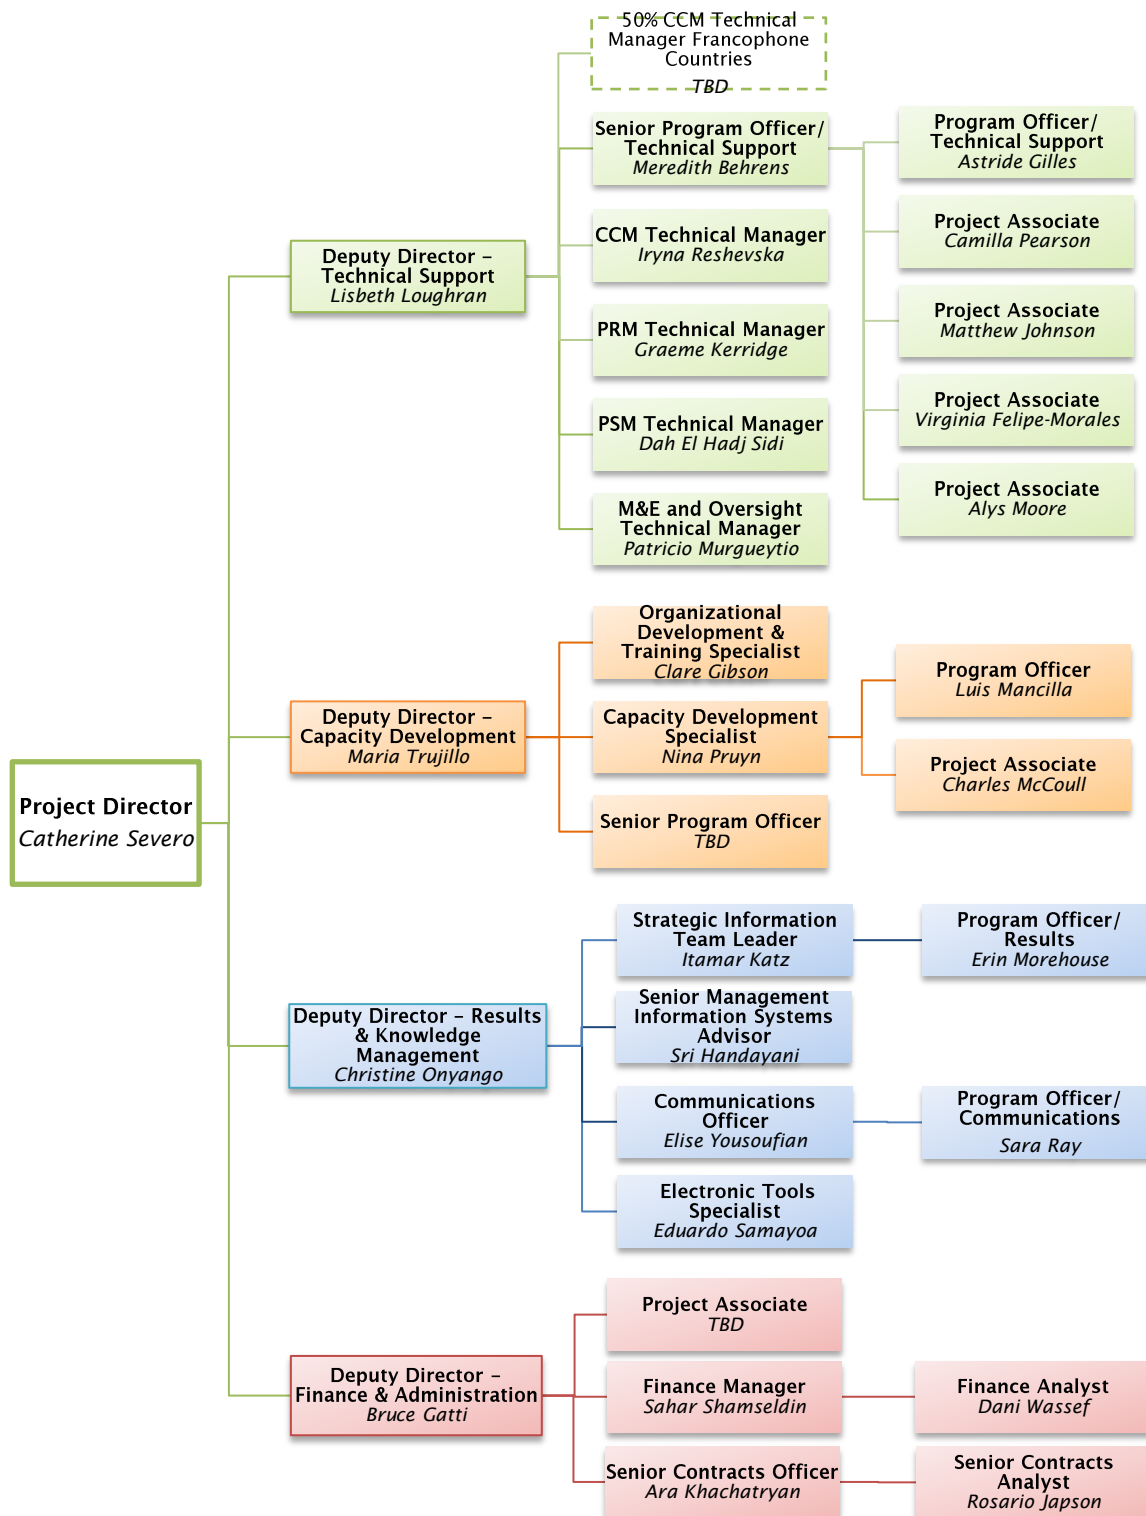 50% CCM Technical
Manager Francophone
Countries
TBD
Senior Program Officer/
Technical Support
Meredith Behrens
Program Officer/
Technical Support
Astride Gilles
Project Associate
Camilla Pearson
CCM Technical Manager
Iryna Reshevska
Deputy Director –
Technical Support
Lisbeth Loughran
Project Associate
Matthew Johnson
PRM Technical Manager
Graeme Kerridge
Project Associate
Virginia Felipe-Morales
PSM Technical Manager
Dah El Hadj Sidi
Project Associate
Alys Moore
M&E and Oversight
Technical Manager
Patricio Murgueytio
Organizational
Development &
Training Specialist
Clare Gibson
Program Officer
Luis Mancilla
Deputy Director –
Capacity Development
Maria Trujillo
Capacity Development
Specialist
Nina Pruyn
Project Associate
Charles McCoull
Senior Program Officer
TBD
Project Director
Catherine Severo
Strategic Information
Team Leader
Itamar Katz
Program Officer/
Results
Erin Morehouse
Senior Management
Information Systems
Advisor
Sri Handayani
Deputy Director – Results
& Knowledge
Management
Christine Onyango
Communications
Officer
Elise Yousoufian
Program Officer/
Communications
Sara Ray
Electronic Tools
Specialist
Eduardo Samayoa
Project Associate
TBD
Deputy Director –
Finance & Administration
Bruce Gatti
Finance Manager
Sahar Shamseldin
Finance Analyst
Dani Wassef
Senior Contracts Officer
Ara Khachatryan
Senior Contracts
Analyst
Rosario Japson